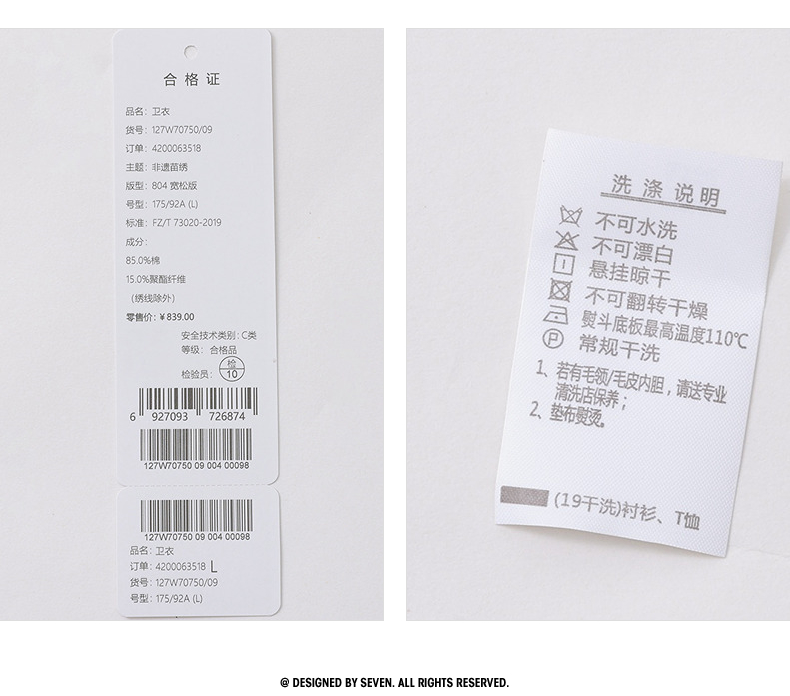 合格证
品名：卫衣
货号：127W70750/09
订单：4200063518
主题：非遗苗绣
版型：804 宽松版
号型：175/92A (L)
标准：FZ/T 73020-2019
成分：
85.0%棉
15.0%聚酯纤维
（绣线除外）
零售价：￥839.00
安全技术类别：C类
等级：合格品
检验员：检 10
6 927093 726874
127W70750 09 004 00098
127W70750 09 004 00098
品名：卫衣
订单：4200063518 L
货号：127W70750/09
号型：175/92A (L)
洗涤说明
不可水洗
不可漂白
悬挂晾干
不可翻转干燥
熨斗底板最高温度110℃
P 常规干洗
1、若有毛领/毛皮内胆，请送专业
清洗店保养；
2、垫布熨烫。
(19干洗)衬衫、T恤
@ DESIGNED BY SEVEN. ALL RIGHTS RESERVED.